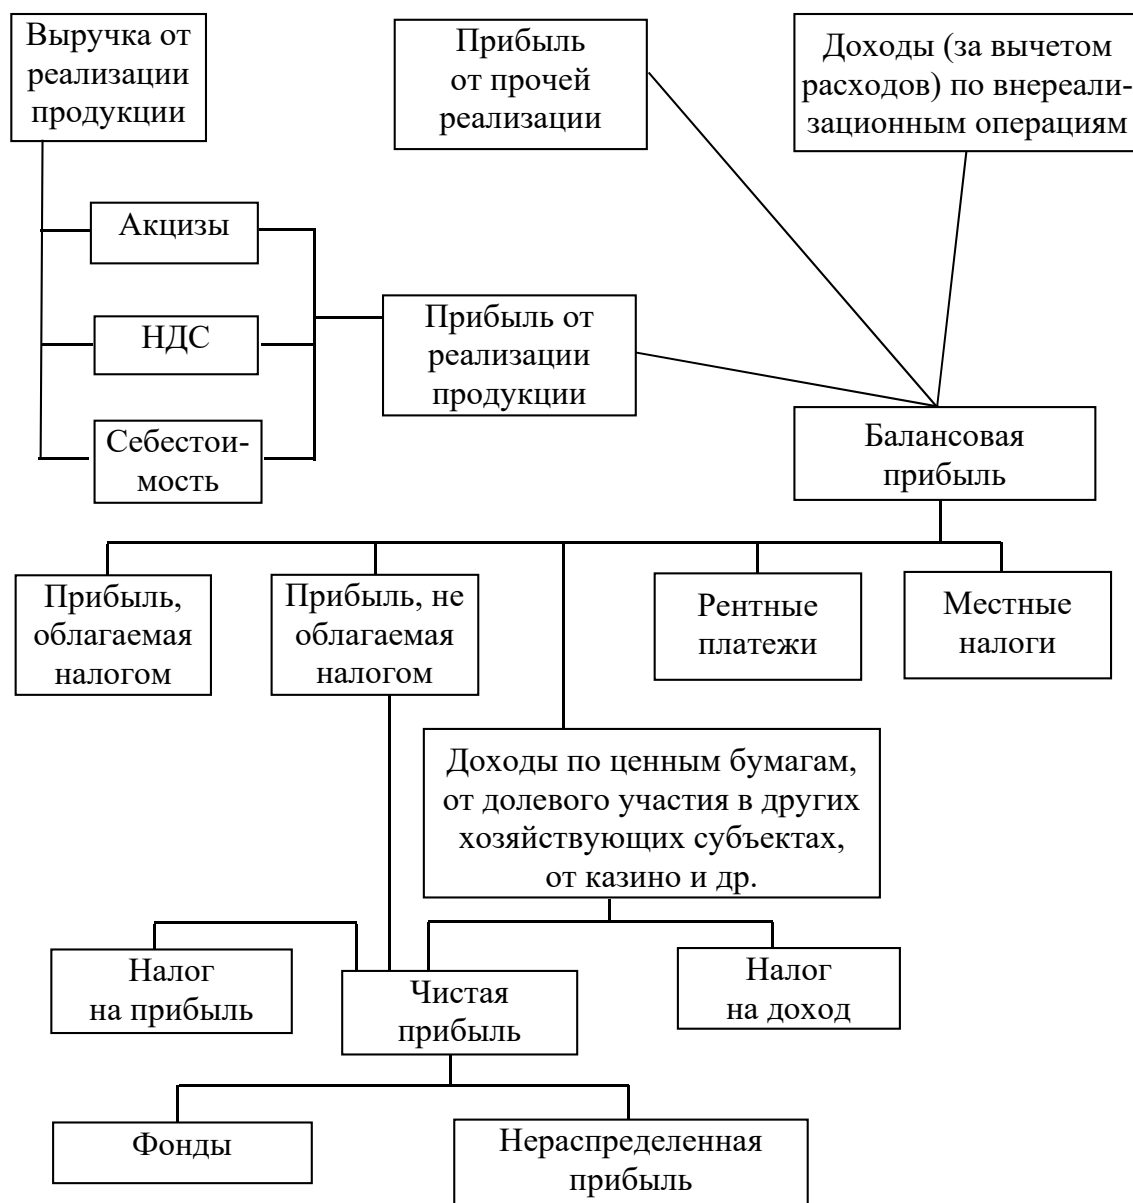 Выручка от
реализации
продукции
Прибыль
от прочей
реализации
Доходы (за вычетом
расходов) по внереали-
зационным операциям
Акцизы
НДС
Себестои-
мость
Прибыль от
реализации
продукции
Балансовая
прибыль
Прибыль,
облагаемая
налогом
Прибыль, не
облагаемая
налогом
Рентные
платежи
Местные
налоги
Доходы по ценным бумагам,
от долевого участия в других
хозяйствующих субъектах,
от казино и др.
Налог
на прибыль
Чистая
прибыль
Налог
на доход
Фонды
Нераспределенная
прибыль